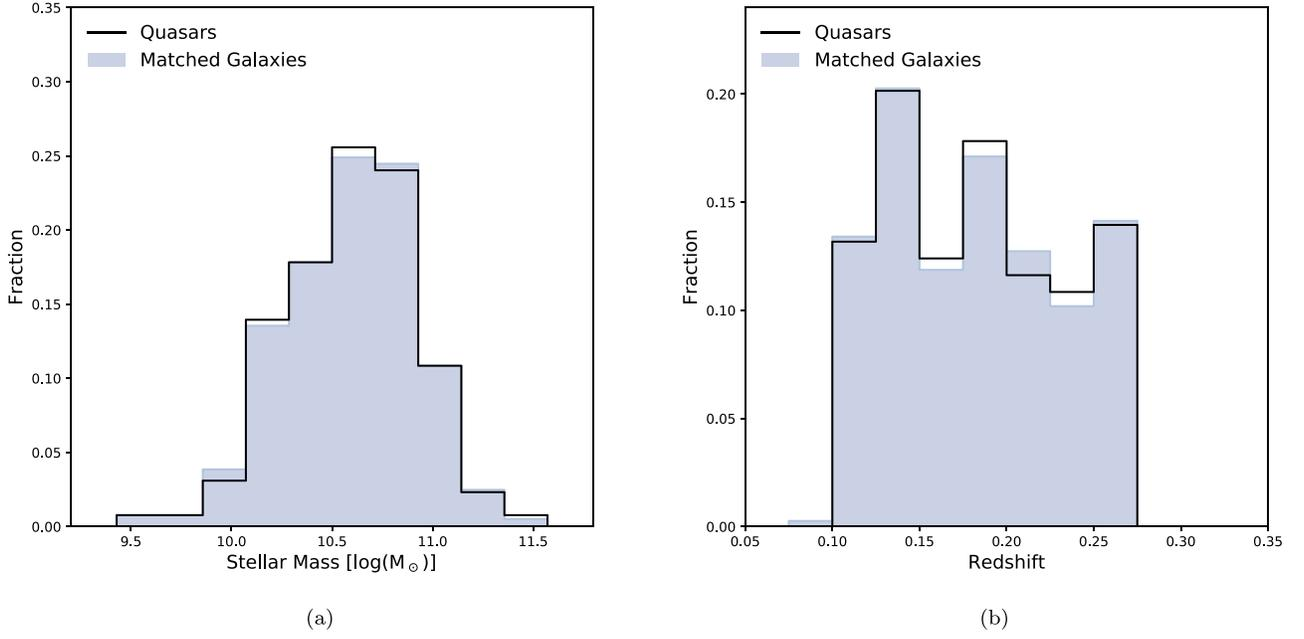 Quasars
Matched Galaxies
0.35
0.30
0.25
0.20
0.15
0.10
0.05
0.00
Fraction
9.5 10.0 10.5 11.0 11.5
Stellar Mass [log(M⊙)]
(a)
Quasars
Matched Galaxies
0.20
0.15
0.10
0.05
0.00
Fraction
0.05 0.10 0.15 0.20 0.25 0.30 0.35
Redshift
(b)